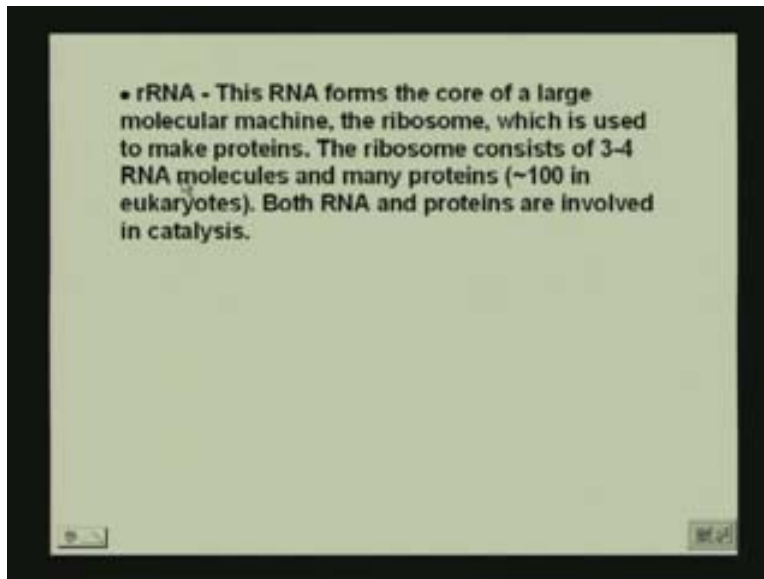 • rRNA - This RNA forms the core of a large
molecular machine, the ribosome, which is used
to make proteins. The ribosome consists of 3-4
RNA molecules and many proteins (~100 in
eukaryotes). Both RNA and proteins are involved
in catalysis.